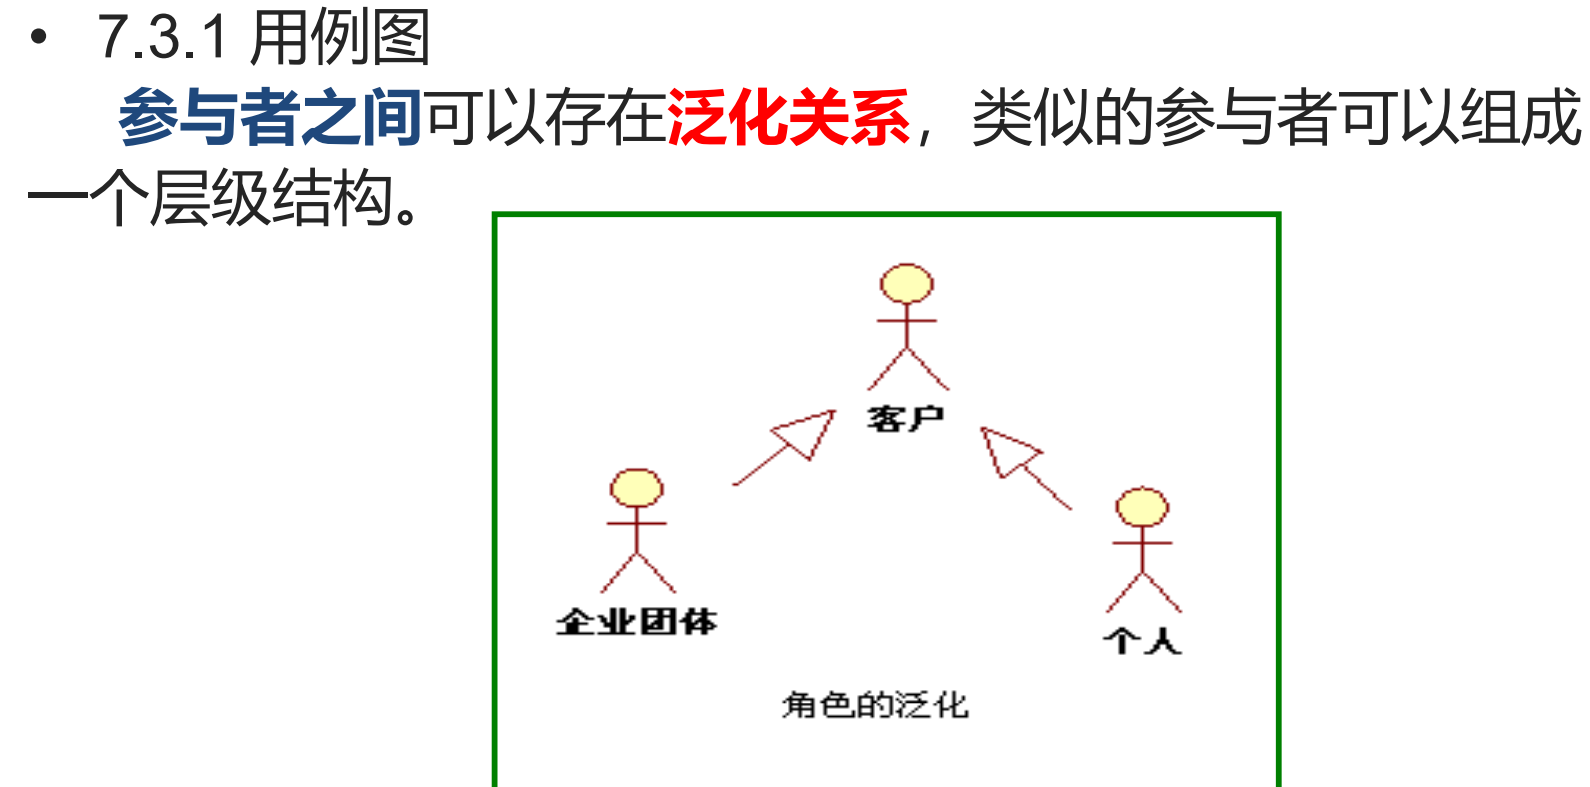 • 7.3.1 用例图
参与者之间可以存在泛化关系，类似的参与者可以组成
一个层级结构。
客户
企业团体
个人
角色的泛化